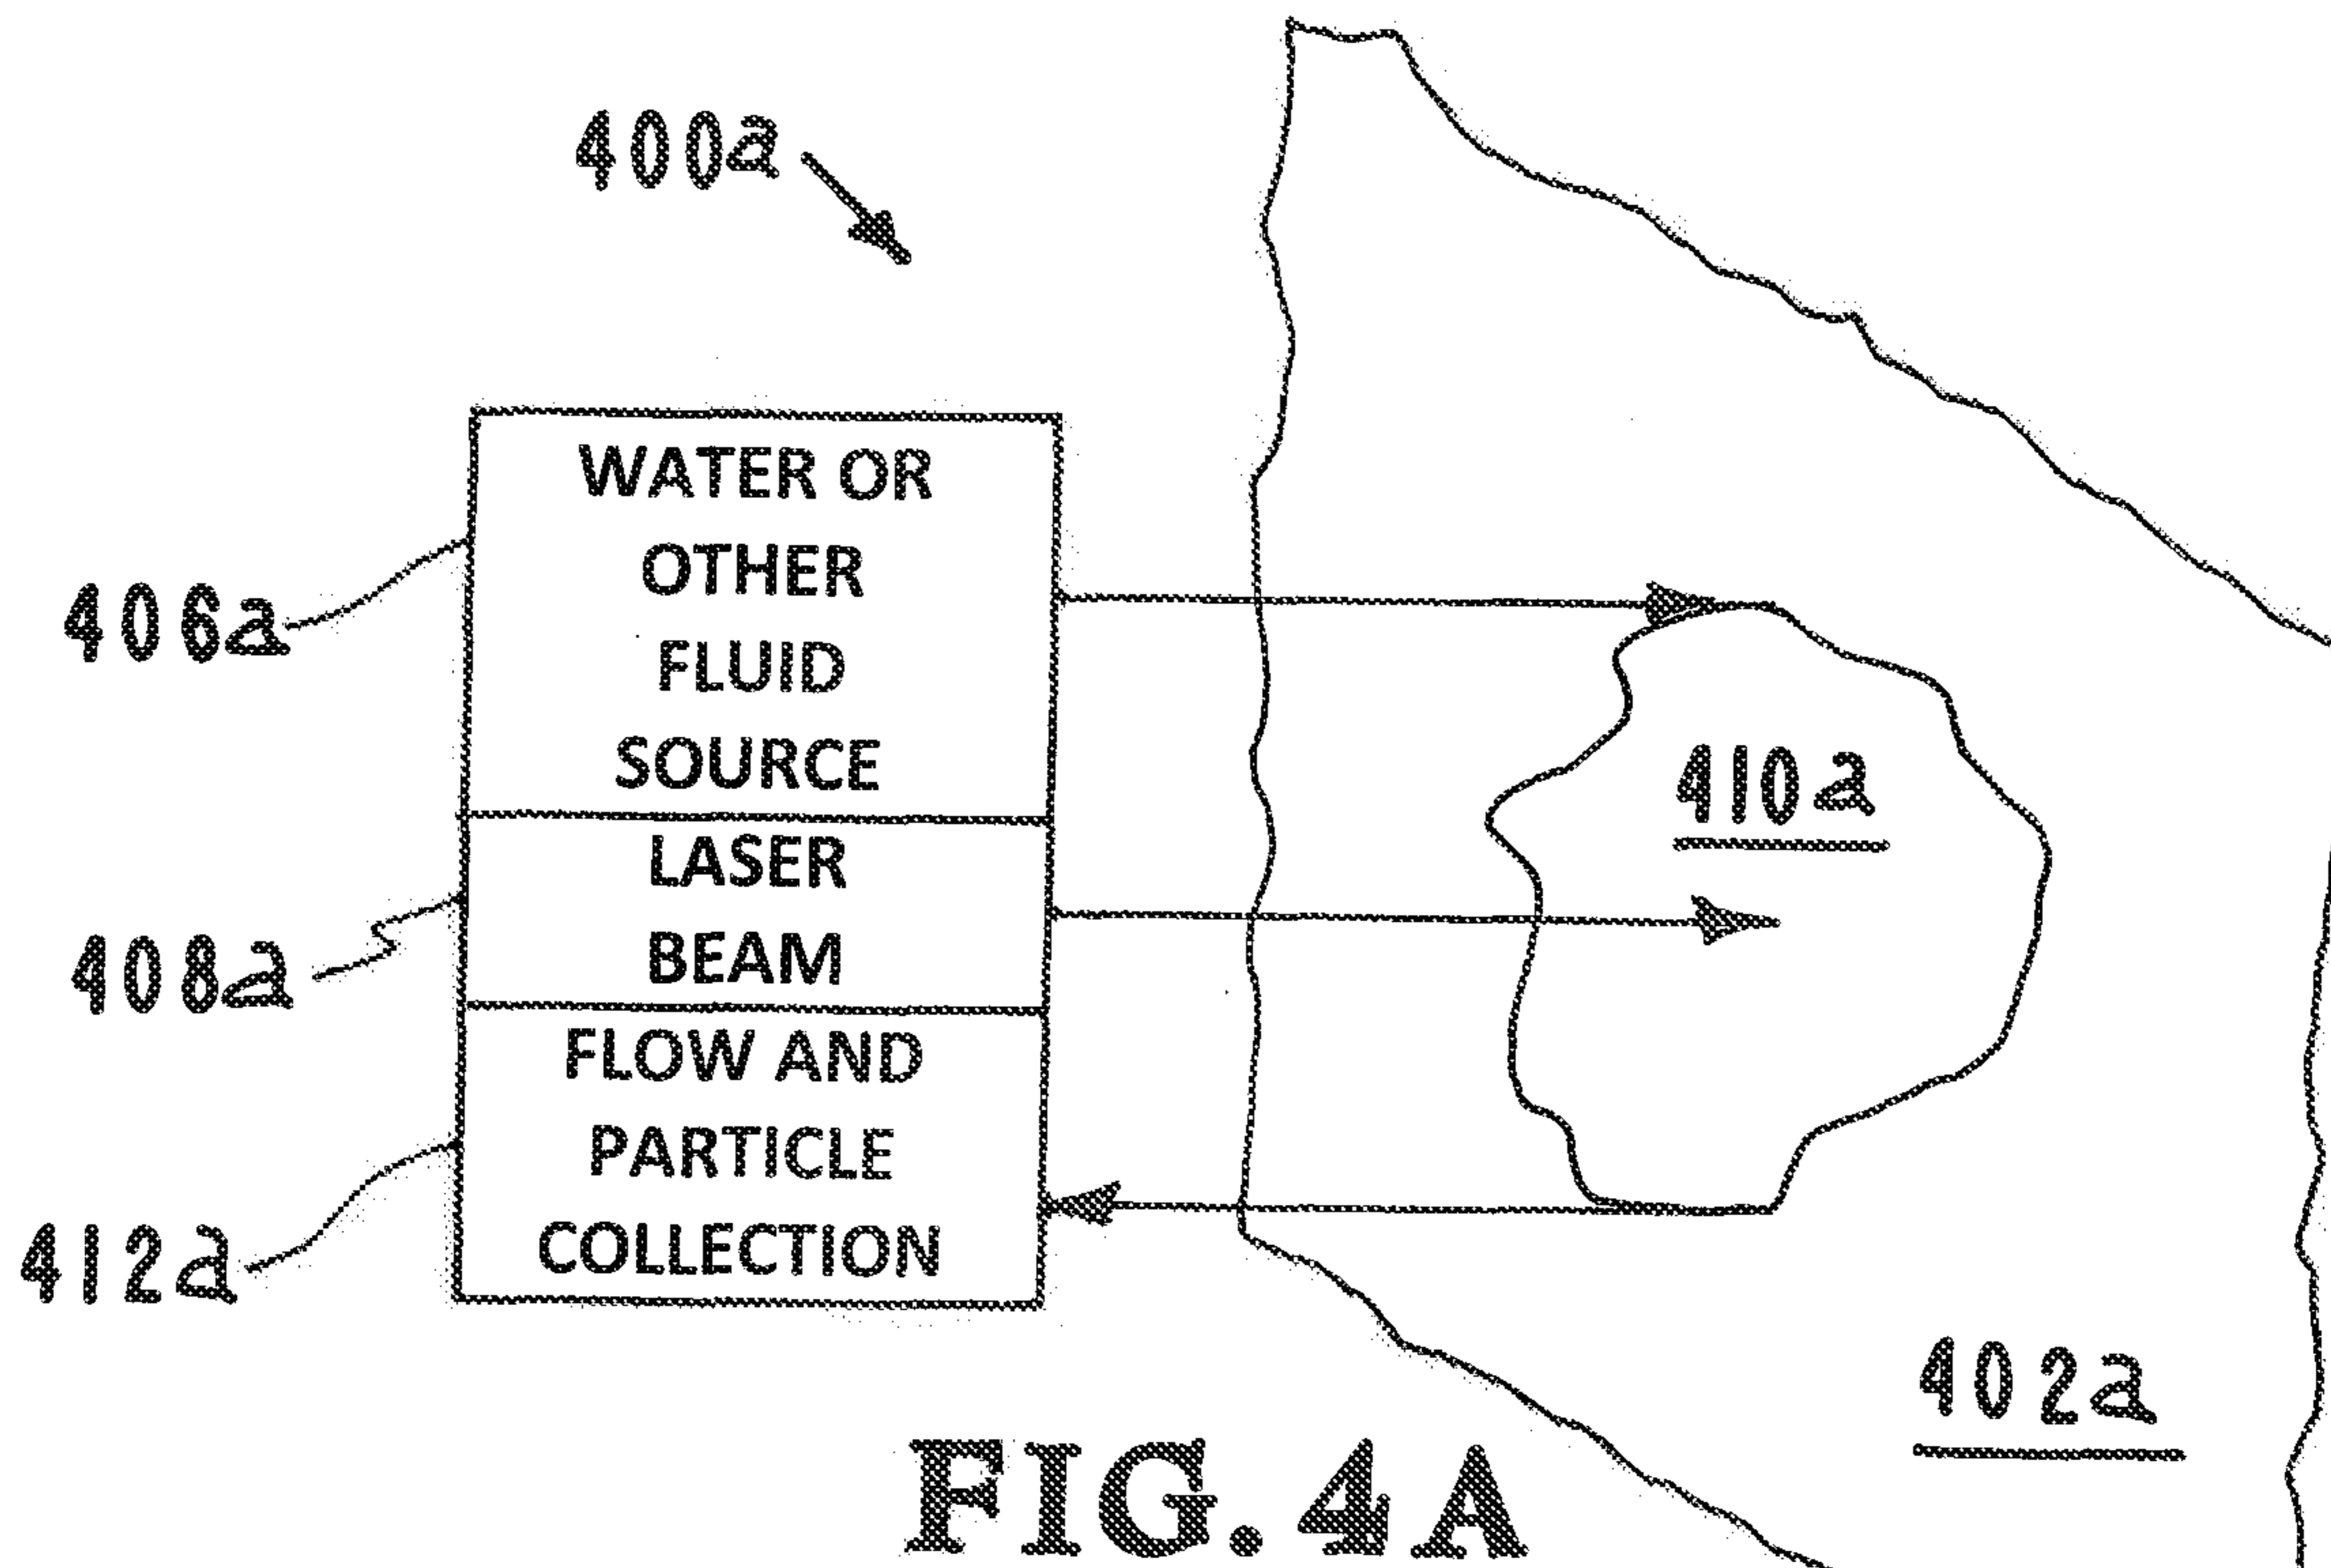 400a
WATER OR
OTHER
FLUID
SOURCE
406a
410a
LASER
BEAM
408a
FLOW AND
PARTICLE
COLLECTION
412a
402a
FIG. 4A